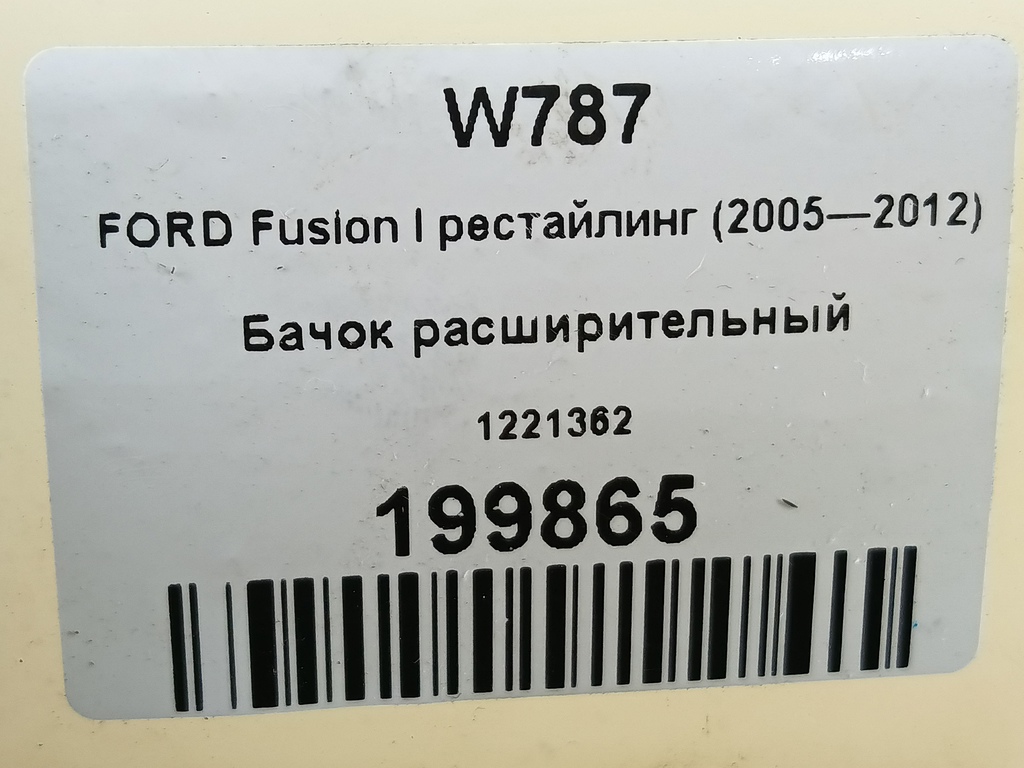 W787
FORD Fusion I рестайлинг (2005—2012)
Бачок расширительный
1221362
199865